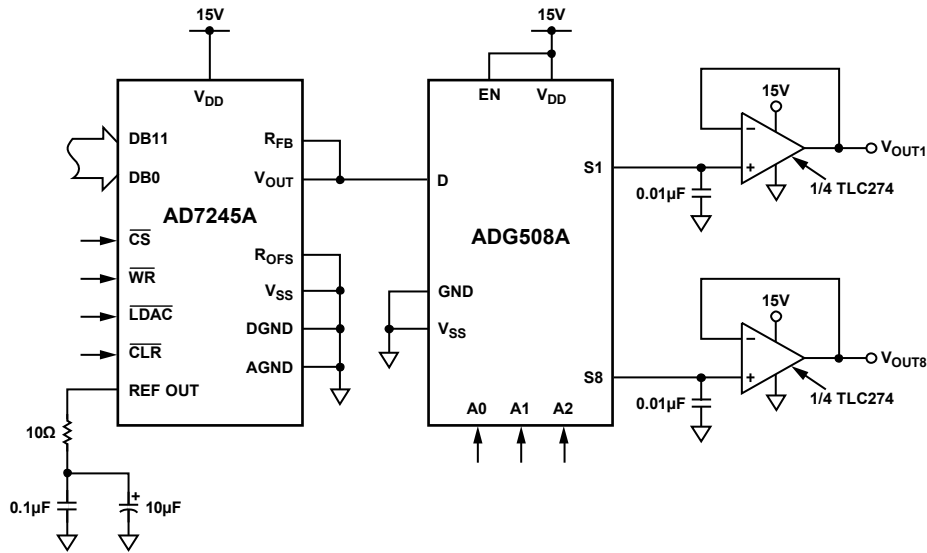 15V
VDD
DB11
DB0
AD7245A
CS
WR
LDAC
CLR
REF OUT
RFB
VOUT
ROFS
VSS
DGND
AGND
10Ω
0.1µF
+
10µF
15V
EN
VDD
D
ADG508A
GND
VSS
A0
A1
A2
S1
S8
0.01µF
15V
−
+
VOUT1
1/4 TLC274
0.01µF
15V
−
+
VOUT8
1/4 TLC274